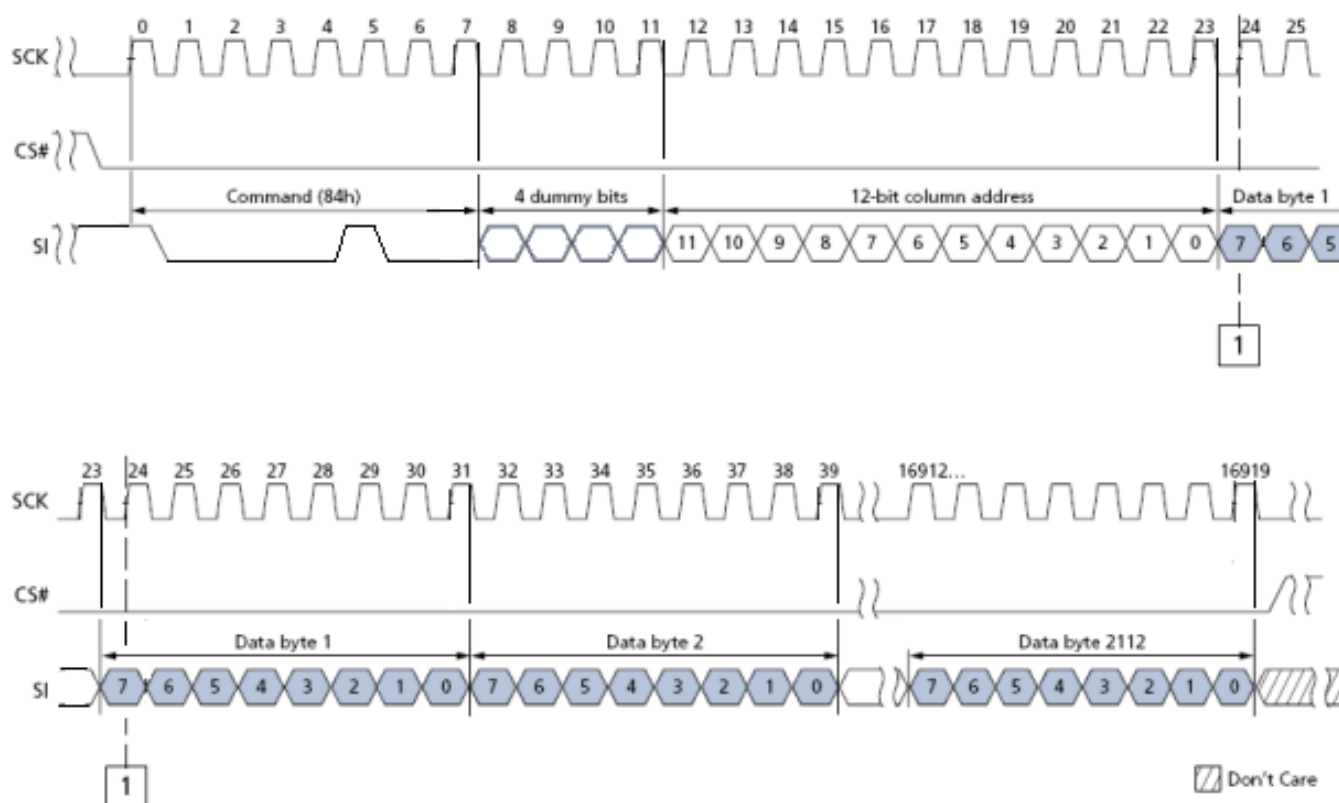 0 1 2 3 4 5 6 7 8 9 10 11 12 13 14 15 16 17 18 19 20 21 22 23 24 25
SCK
CS#
Command (84h) 4 dummy bits 12-bit column address Data byte 1
SI 11 10 9 8 7 6 5 4 3 2 1 0 7 6 5
1
23 24 25 26 27 28 29 30 31 32 33 34 35 36 37 38 39 16912... 16919
SCK
CS#
Data byte 1 Data byte 2 Data byte 2112
SI 7 6 5 4 3 2 1 0 7 6 5 4 3 2 1 0 7 6 5 4 3 2 1 0
1
Don't Care